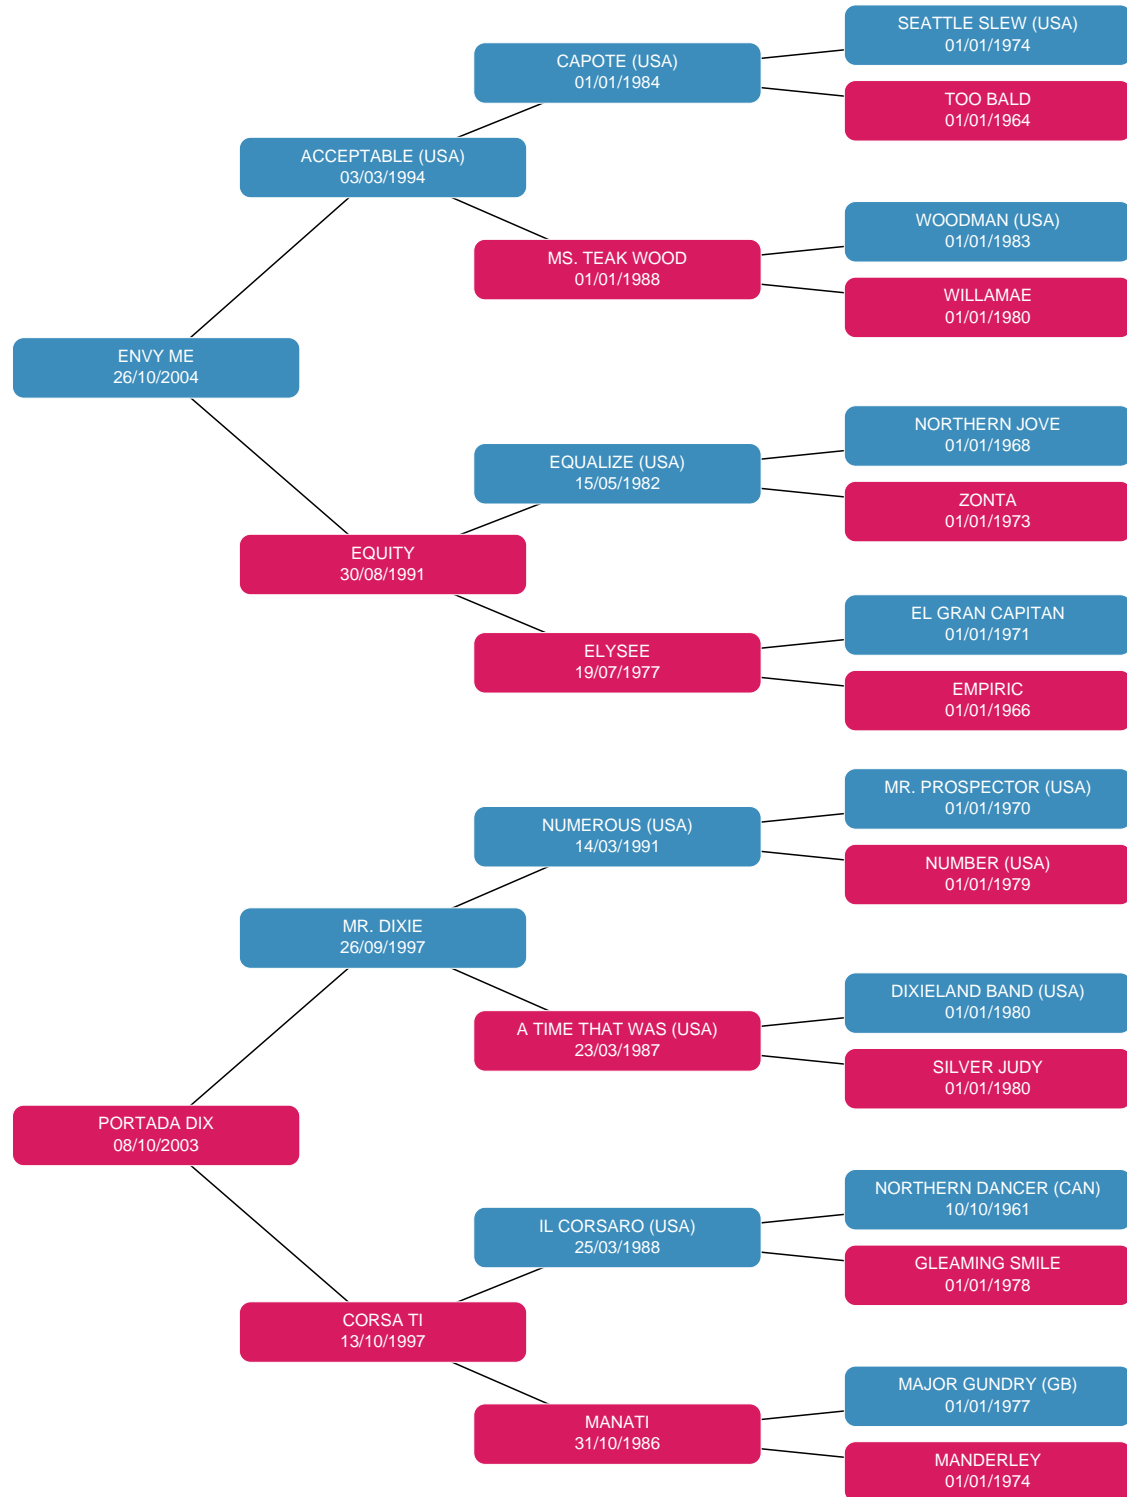 SEATTLE SLEW (USA)
01/01/1974
CAPOTE (USA)
01/01/1984
TOO BALD
01/01/1964
ACCEPTABLE (USA)
03/03/1994
WOODMAN (USA)
01/01/1983
MS. TEAK WOOD
01/01/1988
WILLAMAE
01/01/1980
ENVY ME
26/10/2004
NORTHERN JOVE
01/01/1968
EQUALIZE (USA)
15/05/1982
ZONTA
01/01/1973
EQUITY
30/08/1991
EL GRAN CAPITAN
01/01/1971
ELYSEE
19/07/1977
EMPIRIC
01/01/1966
MR. PROSPECTOR (USA)
01/01/1970
NUMEROUS (USA)
14/03/1991
NUMBER (USA)
01/01/1979
MR. DIXIE
26/09/1997
DIXIELAND BAND (USA)
01/01/1980
A TIME THAT WAS (USA)
23/03/1987
SILVER JUDY
01/01/1980
PORTADA DIX
08/10/2003
NORTHERN DANCER (CAN)
10/10/1961
IL CORSARO (USA)
25/03/1988
GLEAMING SMILE
01/01/1978
CORSA TI
13/10/1997
MAJOR GUNDRY (GB)
01/01/1977
MANATI
31/10/1986
MANDERLEY
01/01/1974